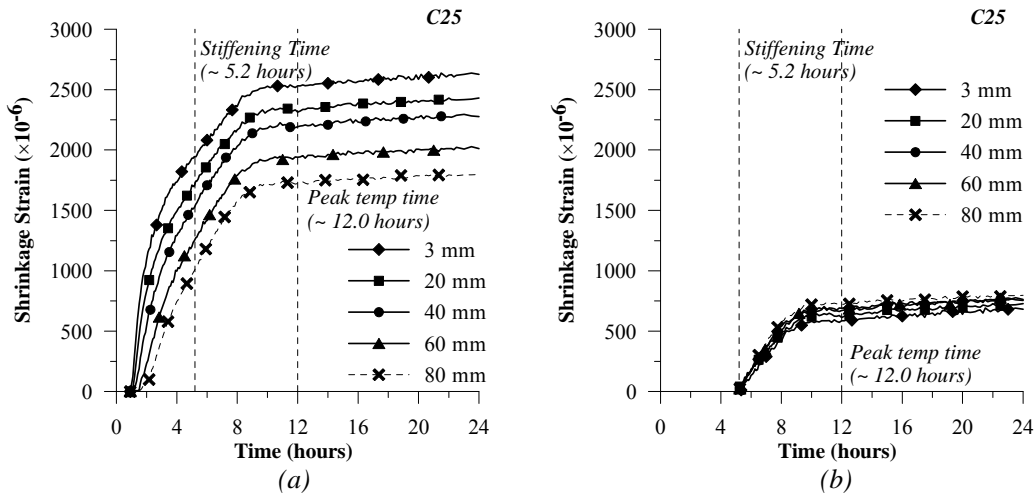 C25
3000
2500
2000
1500
1000
500
0
Shrinkage Strain (×10⁻⁶)
Stiffening Time
(~ 5.2 hours)
Peak temp time
(~ 12.0 hours)
3 mm
20 mm
40 mm
60 mm
80 mm
0 4 8 12 16 20 24
Time (hours)
(a)
C25
3000
2500
2000
1500
1000
500
0
Shrinkage Strain (×10⁻⁶)
Stiffening Time
(~ 5.2 hours)
3 mm
20 mm
40 mm
60 mm
80 mm
Peak temp time
(~ 12.0 hours)
0 4 8 12 16 20 24
Time (hours)
(b)